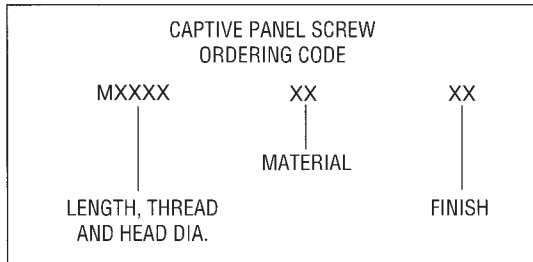 CAPTIVE PANEL SCREW
ORDERING CODE
MXXXX XX XX
MATERIAL
LENGTH, THREAD FINISH
AND HEAD DIA.